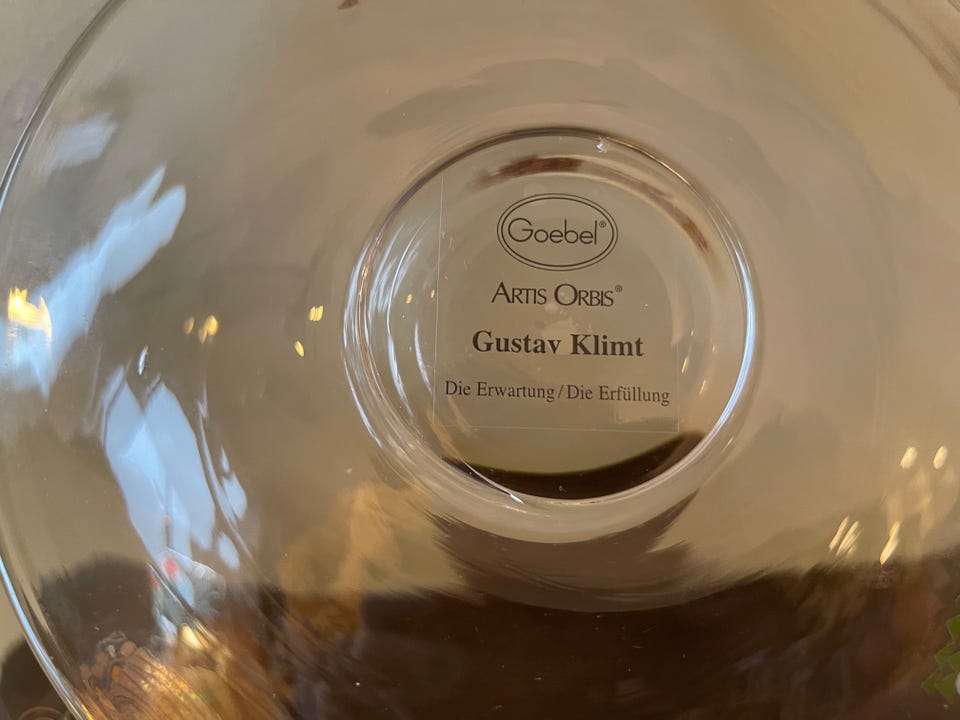 Goebel®
ARTIS ORBIS®
Gustav Klimt
Die Erwartung/Die Erfüllung